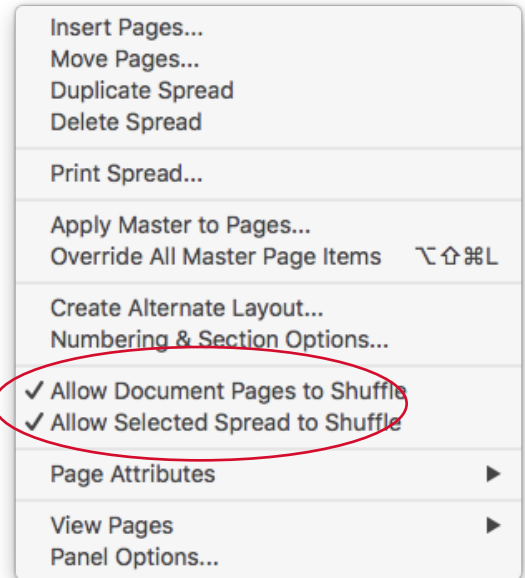 Insert Pages...
Move Pages...
Duplicate Spread
Delete Spread
Print Spread...
Apply Master to Pages...
Override All Master Page Items ⌥⇧⌘L
Create Alternate Layout...
Numbering & Section Options...
✓ Allow Document Pages to Shuffle
✓ Allow Selected Spread to Shuffle
Page Attributes ▶
View Pages ▶
Panel Options...